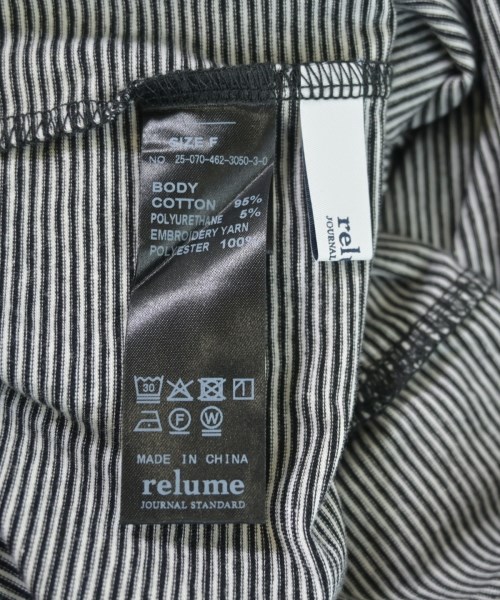 SIZE F
NO 25-070-462-3050-3-0
BODY
COTTON 95%
POLYURETHANE 5%
EMBROIDERY YARN
POLYESTER 100%
30
F W
MADE IN CHINA
relume
JOURNAL STANDARD
relu
JOURNAL